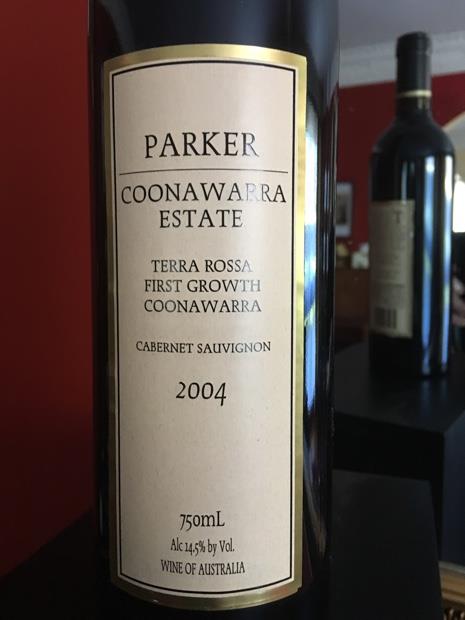 PARKER
COONAWARRA
ESTATE
TERRA ROSSA
FIRST GROWTH
COONAWARRA
CABERNET SAUVIGNON
2004
750mL
Alc 14,5% by Vol.
WINE OF AUSTRALIA